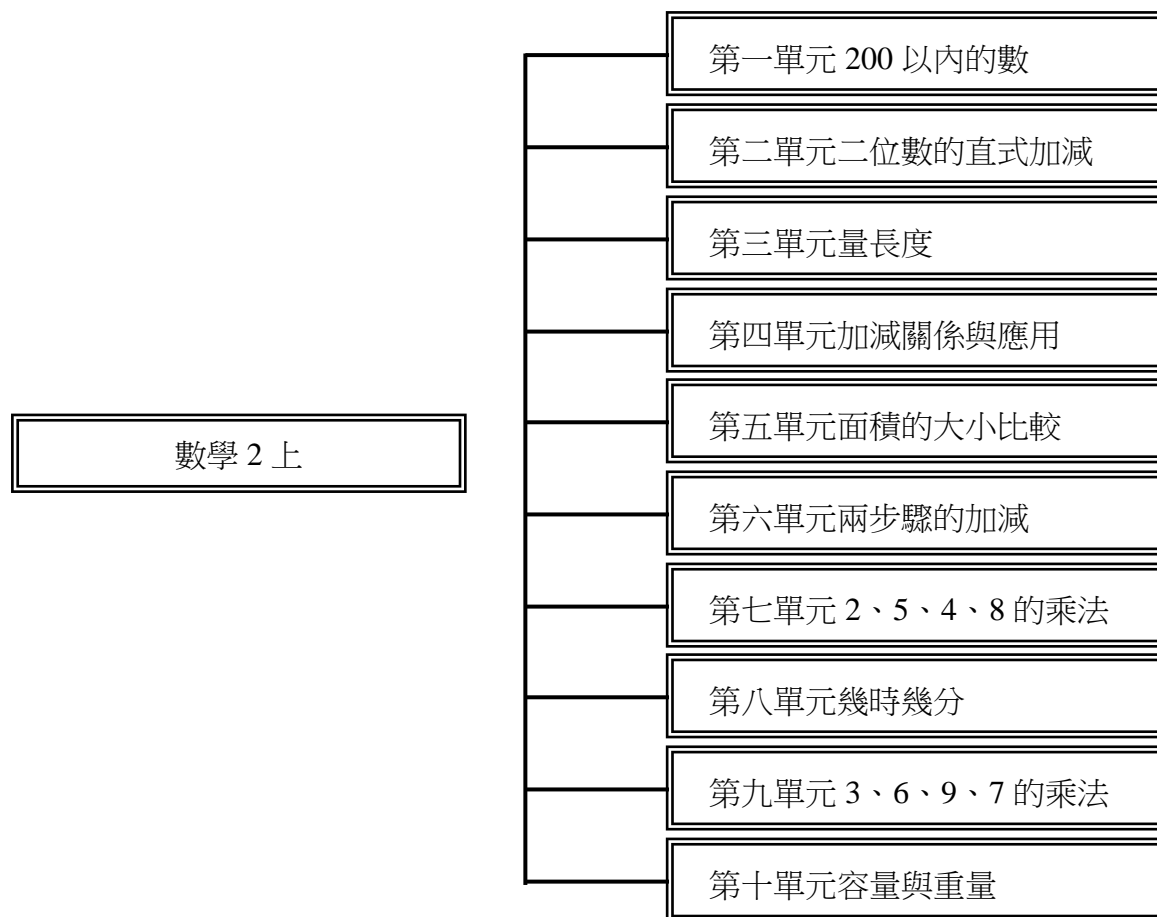 第一單元 200 以內的數
第二單元二位數的直式加減
第三單元量長度
第四單元加減關係與應用
第五單元面積的大小比較
數學 2 上
第六單元兩步驟的加減
第七單元 2、5、4、8 的乘法
第八單元幾時幾分
第九單元 3、6、9、7 的乘法
第十單元容量與重量